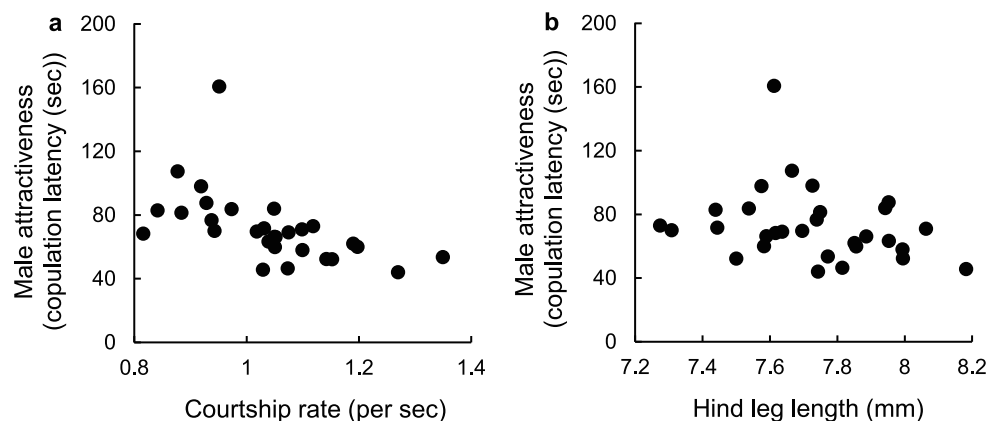 a
Male attractiveness
(copulation latency (sec))
200
160
120
80
40
0
0.8 1 1.2 1.4
Courtship rate (per sec)
b
Male attractiveness
(copulation latency (sec))
200
160
120
80
40
0
7.2 7.4 7.6 7.8 8 8.2
Hind leg length (mm)